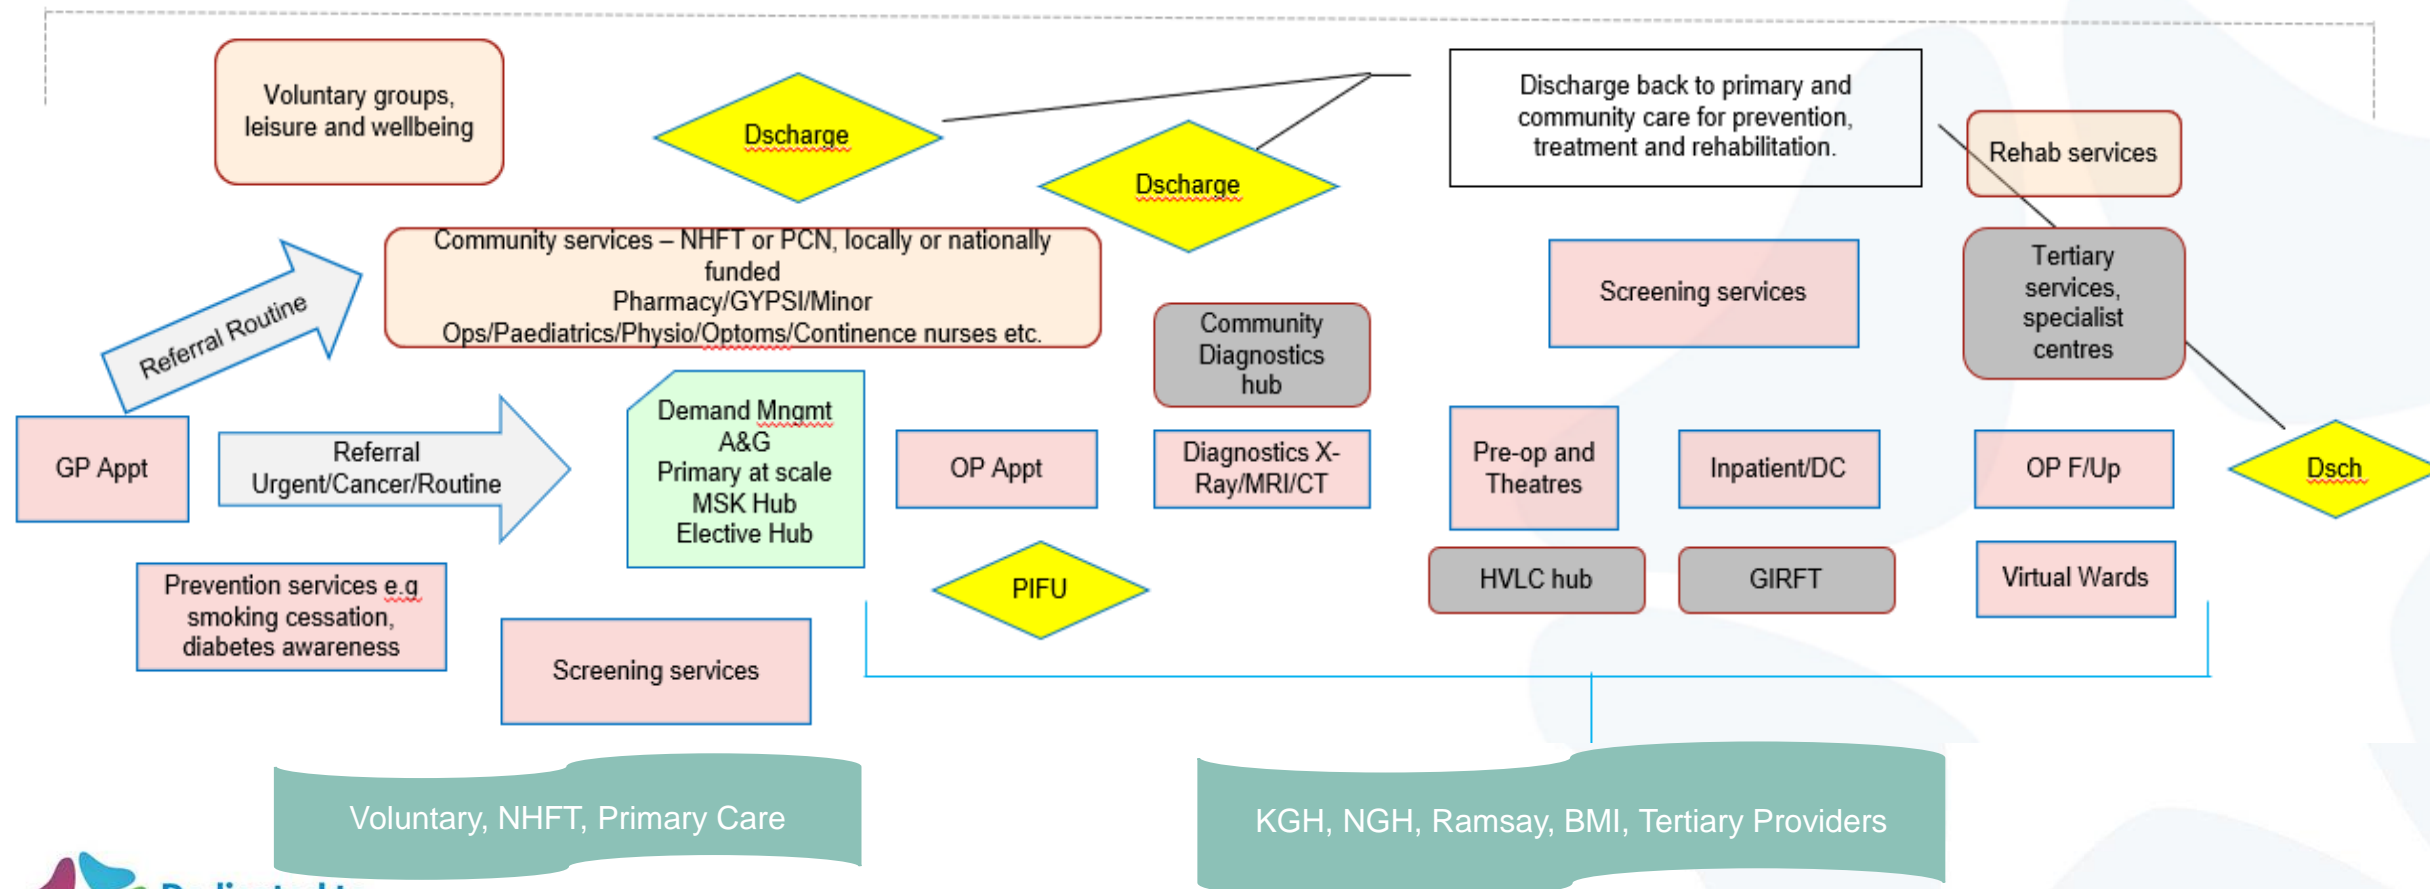 Voluntary groups,
leisure and wellbeing
Dscharge
Dscharge
Discharge back to primary and
community care for prevention,
treatment and rehabilitation.
Rehab services
Referral Routine
Community services – NHFT or PCN, locally or nationally
funded
Pharmacy/GYPSI/Minor
Ops/Paediatrics/Physio/Optoms/Continence nurses etc.
Community
Diagnostics
hub
Screening services
Tertiary
services,
specialist
centres
GP Appt
Referral
Urgent/Cancer/Routine
Demand Mngmt
A&G
Primary at scale
MSK Hub
Elective Hub
OP Appt
Diagnostics X-
Ray/MRI/CT
Pre-op and
Theatres
Inpatient/DC
OP F/Up
Dsch
Prevention services e.g
smoking cessation,
diabetes awareness
Screening services
PIFU
HVLC hub
GIRFT
Virtual Wards
Voluntary, NHFT, Primary Care
KGH, NGH, Ramsay, BMI, Tertiary Providers
Dedicated to